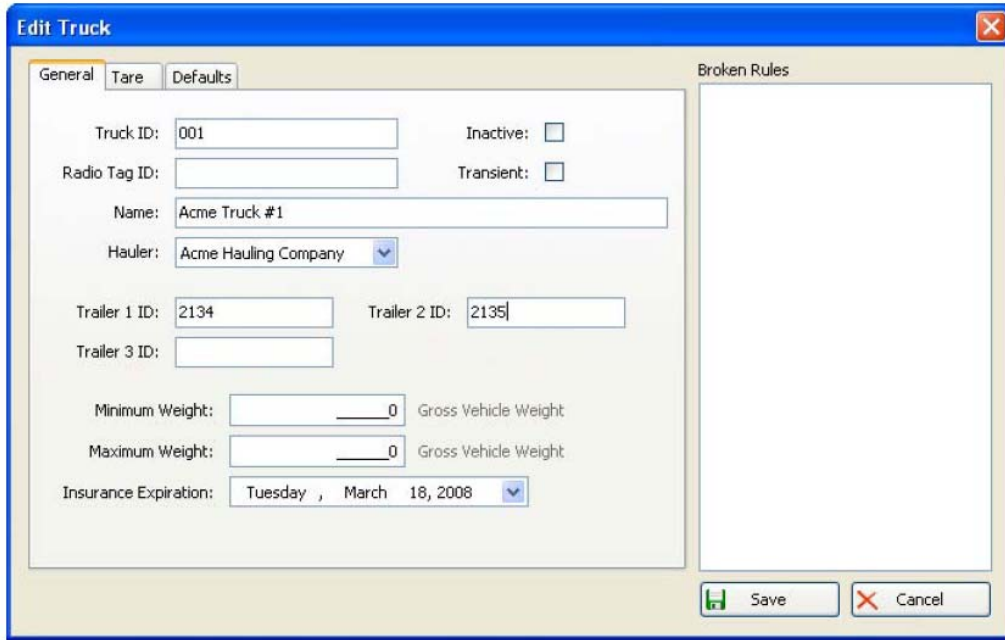 Edit Truck
General Tare Defaults
Broken Rules
Truck ID: 001 Inactive:
Radio Tag ID: Transient:
Name: Acme Truck #1
Hauler: Acme Hauling Company
Trailer 1 ID: 2134 Trailer 2 ID: 2135
Trailer 3 ID:
Minimum Weight: _____0 Gross Vehicle Weight
Maximum Weight: _____0 Gross Vehicle Weight
Insurance Expiration: Tuesday , March 18, 2008
Save Cancel